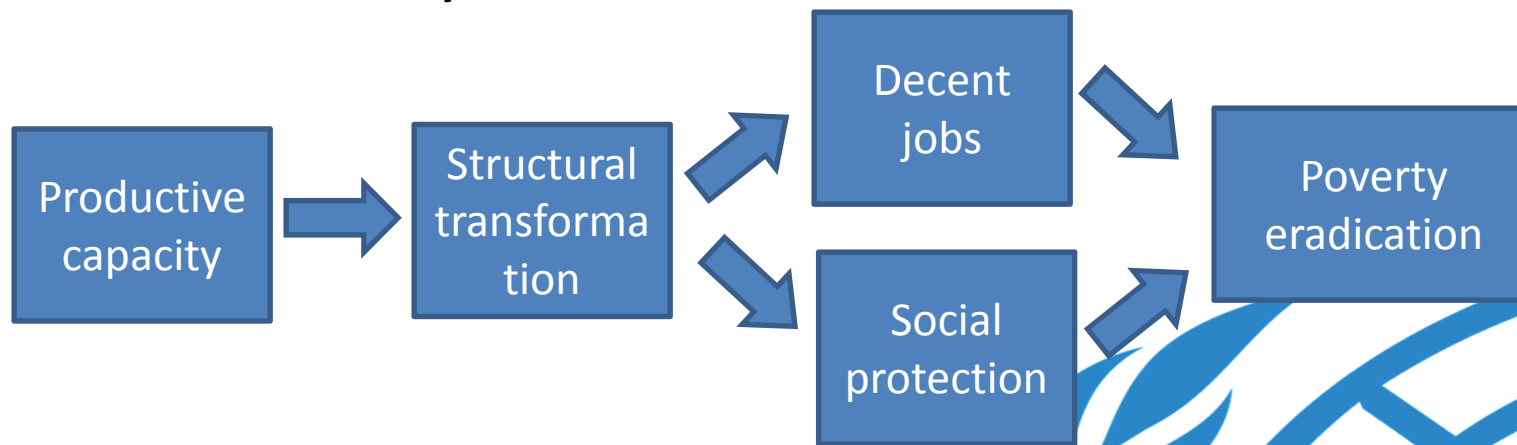 Productive
capacity
Structural
transforma
tion
Decent
jobs
Social
protection
Poverty
eradication